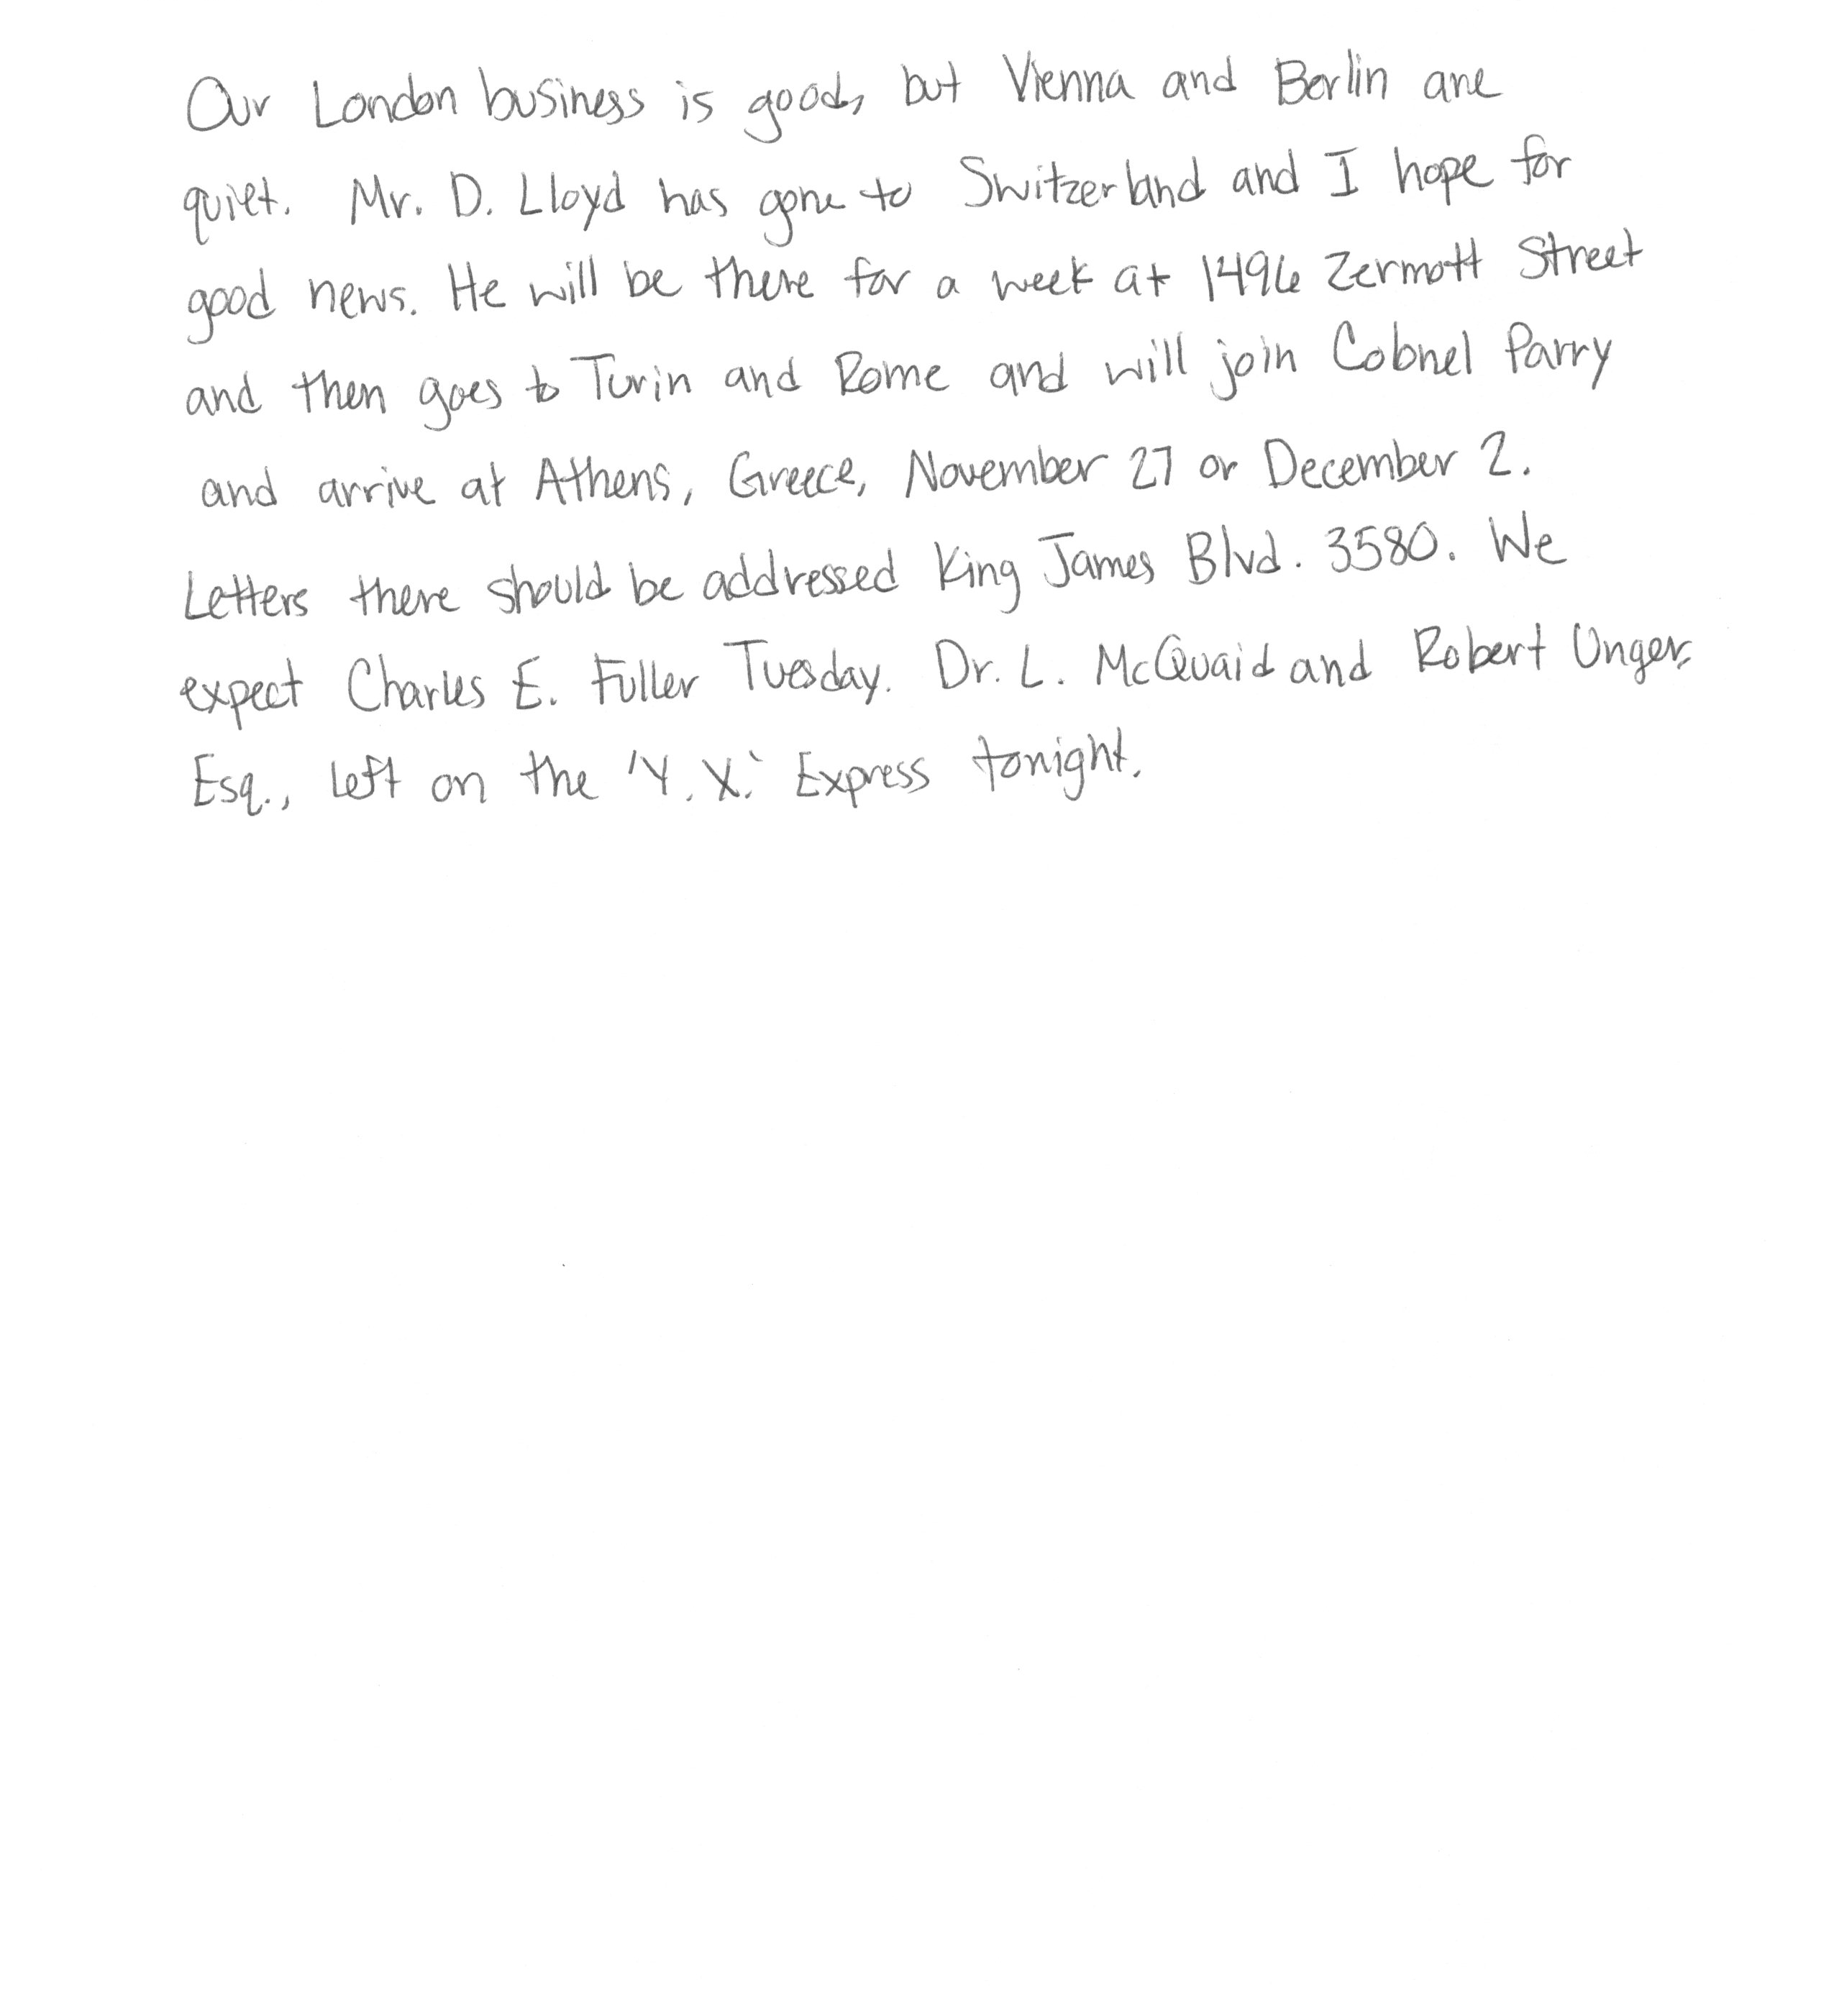 Our London business is good, but Vienna and Berlin are
quiet. Mr. D. Lloyd has gone to Switzerland and I hope for
good news. He will be there for a week at 1496 Zermott Street
and then goes to Turin and Rome and will join Colonel Parry
and arrive at Athens, Greece, November 27 or December 2.
Letters there should be addressed King James Blvd. 3580. We
expect Charles E. Fuller Tuesday. Dr. L. McQuaid and Robert Unger,
Esq., left on the 'Y.X.' Express tonight.